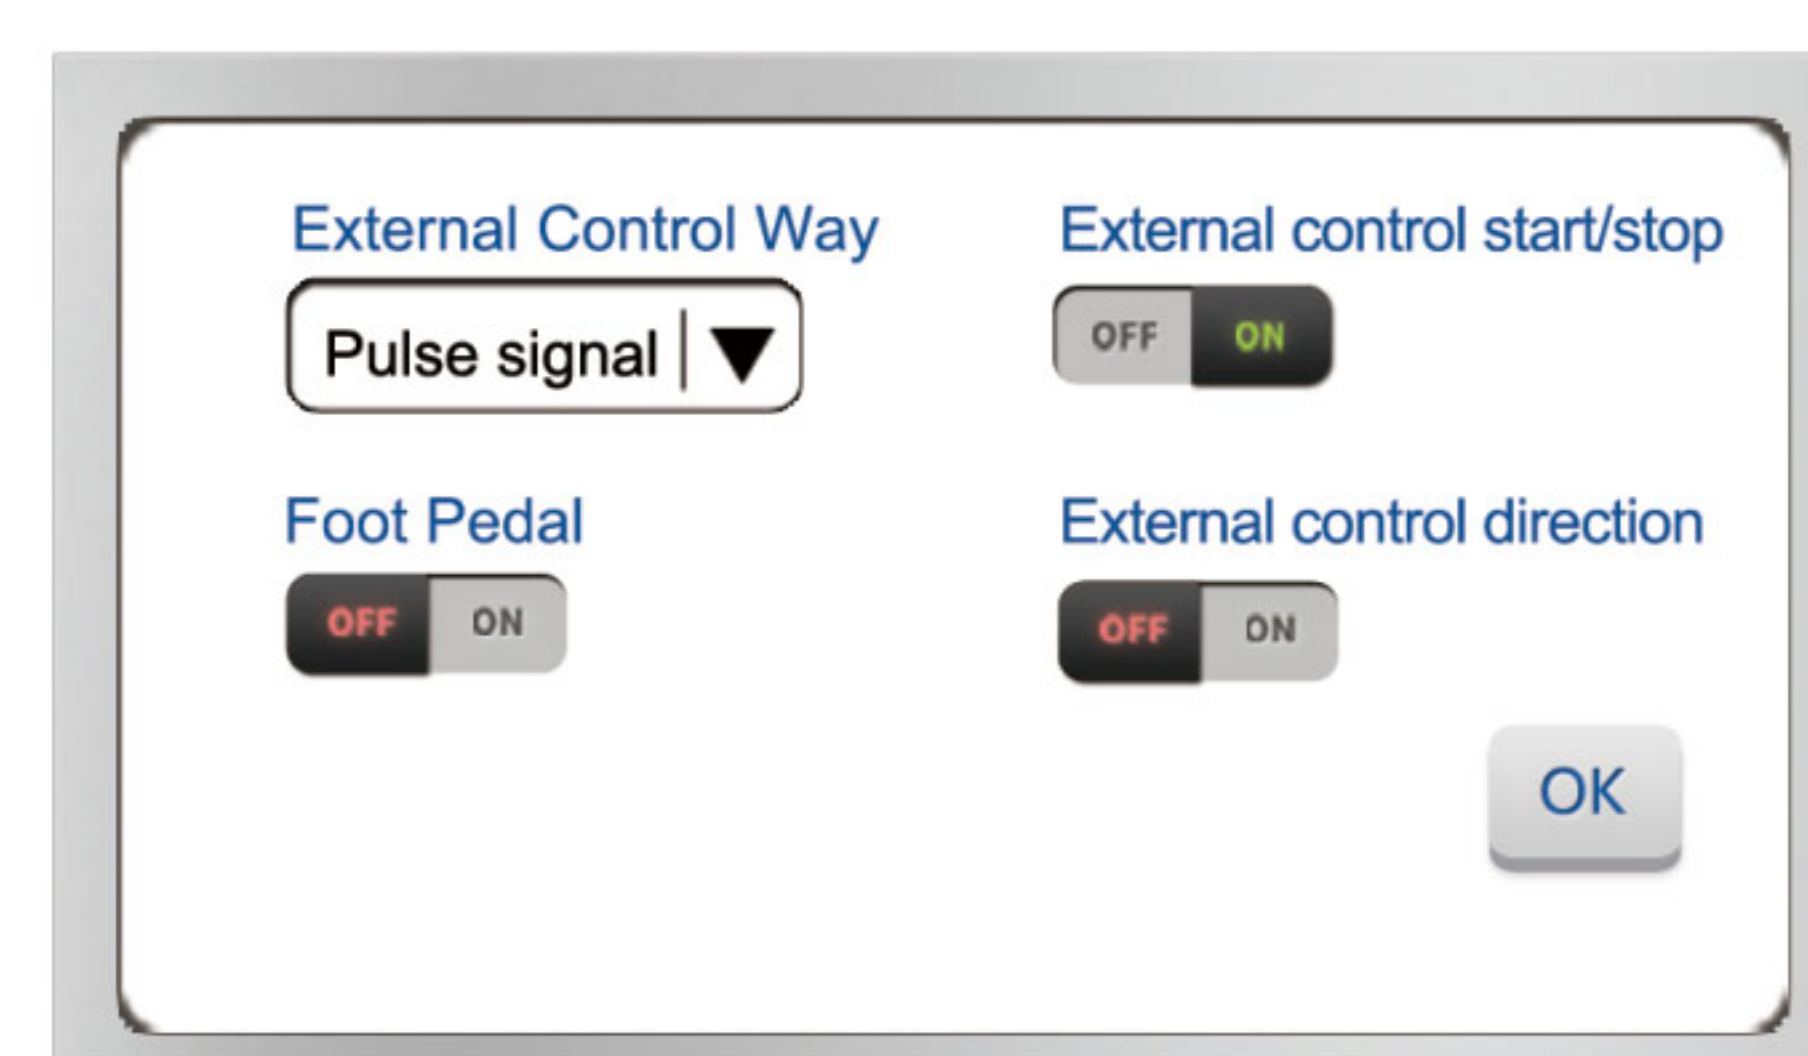 External Control Way
External control start/stop
Pulse signal
OFF ON
Foot Pedal
External control direction
OFF ON
OFF ON
OK